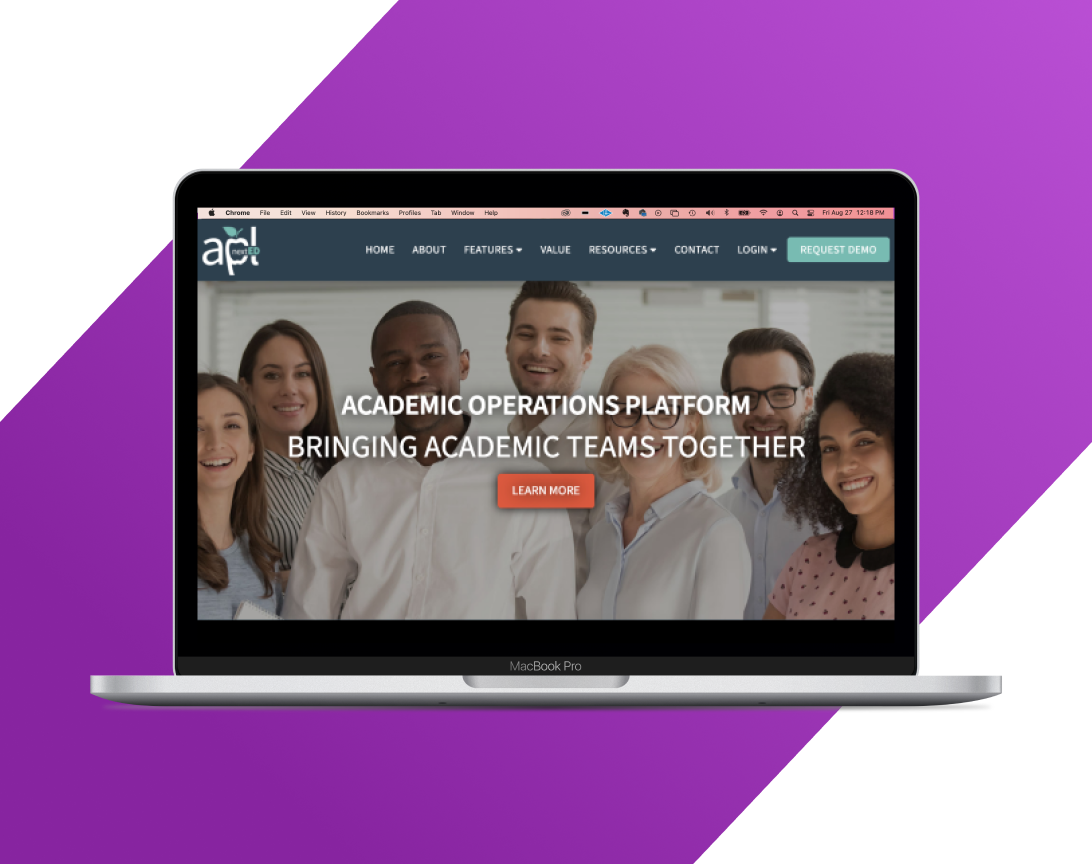 Chrome File Edit View History Bookmarks Profiles Tab Window Help Fri Aug 27 12:18 PM
apl
nextED
HOME ABOUT FEATURES VALUE RESOURCES CONTACT LOGIN REQUEST DEMO
ACADEMIC OPERATIONS PLATFORM
BRINGING ACADEMIC TEAMS TOGETHER
LEARN MORE
MacBook Pro